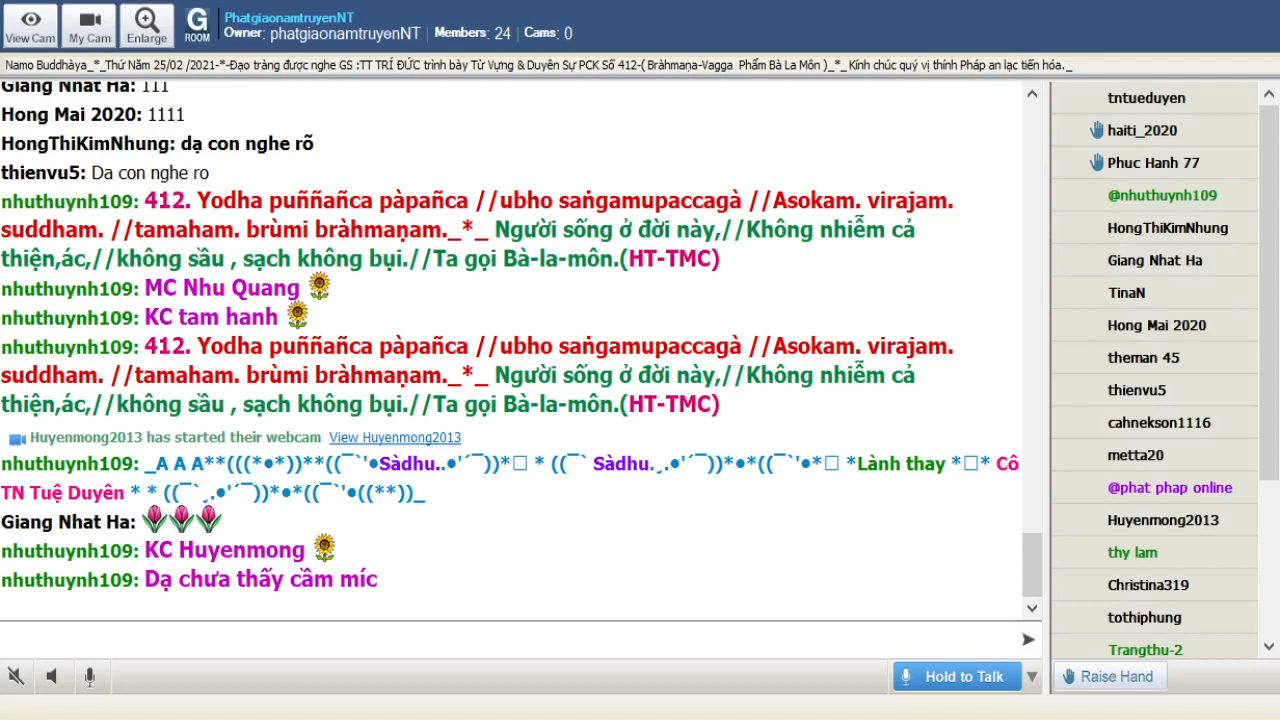 View Cam
My Cam
Enlarge
G
ROOM
PhatgiaonamtruyenNT
Owner: phatgiaonamtruyenNT | Members: 24 | Cams: 0
Namo Buddhàya_*_Thứ Năm 25/02 /2021-*-Đạo tràng được nghe GS :TT TRÍ ĐỨC trình bày Từ Vựng & Duyên Sự PCK Số 412-( Bràhmaṇa-Vagga Phẩm Bà La Môn )_*_ Kính chúc quý vị thính Pháp an lạc tiến hóa._
Giang Nhat Ha: 111
Hong Mai 2020: 1111
HongThiKimNhung: dạ con nghe rõ
thienvu5: Da con nghe ro
nhuthuynh109: 412. Yodha puññañca pàpañca //ubho saṅgamupaccagà //Asokam. virajam.
suddham. //tamaham. brùmi bràhmaṇam._*_ Người sống ở đời này,//Không nhiễm cả
thiện,ác,//không sầu , sạch không bụi.//Ta gọi Bà-la-môn.(HT-TMC)
nhuthuynh109: MC Nhu Quang
nhuthuynh109: KC tam hanh
nhuthuynh109: 412. Yodha puññañca pàpañca //ubho saṅgamupaccagà //Asokam. virajam.
suddham. //tamaham. brùmi bràhmaṇam._*_ Người sống ở đời này,//Không nhiễm cả
thiện,ác,//không sầu , sạch không bụi.//Ta gọi Bà-la-môn.(HT-TMC)
Huyenmong2013 has started their webcam View Huyenmong2013
nhuthuynh109: _A A A**(((*•*))**((¯`'•Sàdhu..•'´¯))*▯ * ((¯` Sàdhu.¸.•'´¯))*•*((¯`'•*▯ *Lành thay *▯* Cô
TN Tuệ Duyên * * ((¯`¸.•'´¯))*•*((¯`'•((**))_
Giang Nhat Ha:
nhuthuynh109: KC Huyenmong
nhuthuynh109: Dạ chưa thấy cầm míc
Hold to Talk
tntueduyen
haiti_2020
Phuc Hanh 77
@nhuthuynh109
HongThiKimNhung
Giang Nhat Ha
TinaN
Hong Mai 2020
theman 45
thienvu5
cahnekson1116
metta20
@phat phap online
Huyenmong2013
thy lam
Christina319
tothiphung
Trangthu-2
Raise Hand